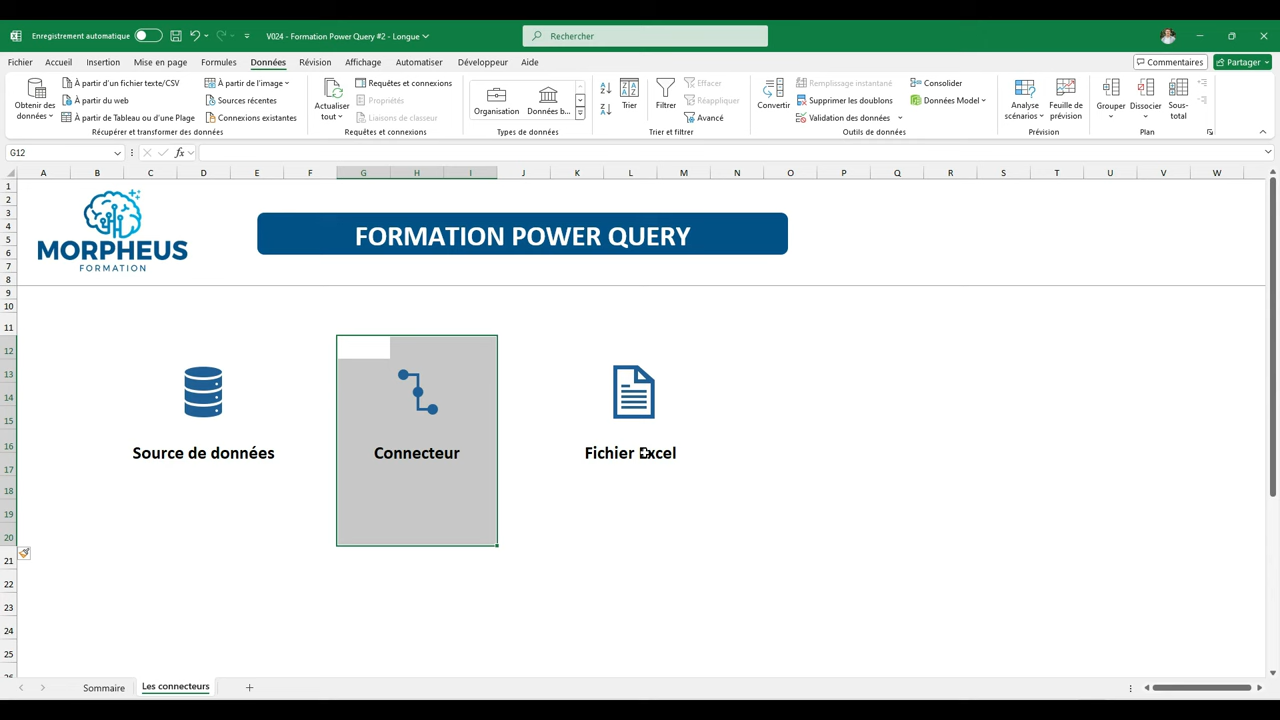 Enregistrement automatique
V024 - Formation Power Query #2 - Longue
Rechercher
Fichier Accueil Insertion Mise en page Formules Données Révision Affichage Automatiser Développeur Aide
Commentaires
Partager
Obtenir des données
À partir d'un fichier texte/CSV
À partir du web
À partir de Tableau ou d'une Plage
À partir de l'image
Sources récentes
Connexions existantes
Récupérer et transformer des données
Actualiser tout
Requêtes et connexions
Propriétés
Liaisons de classeur
Requêtes et connexions
Organisation
Données b...
Types de données
Trier
Filtrer
Effacer
Réappliquer
Avancé
Trier et filtrer
Convertir
Remplissage instantané
Supprimer les doublons
Validation des données
Consolider
Données Model
Outils de données
Analyse scénarios
Feuille de prévision
Prévision
Grouper
Dissocier
Sous-total
Plan
G12
fx
A B C D E F G H I J K L M N O P Q R S T U V W
1
2
3
4
5
6
7
8
9
10
11
12
13
14
15
16
17
18
19
20
21
22
23
24
25
MORPHEUS
FORMATION
FORMATION POWER QUERY
Source de données
Connecteur
Fichier Excel
Sommaire
Les connecteurs